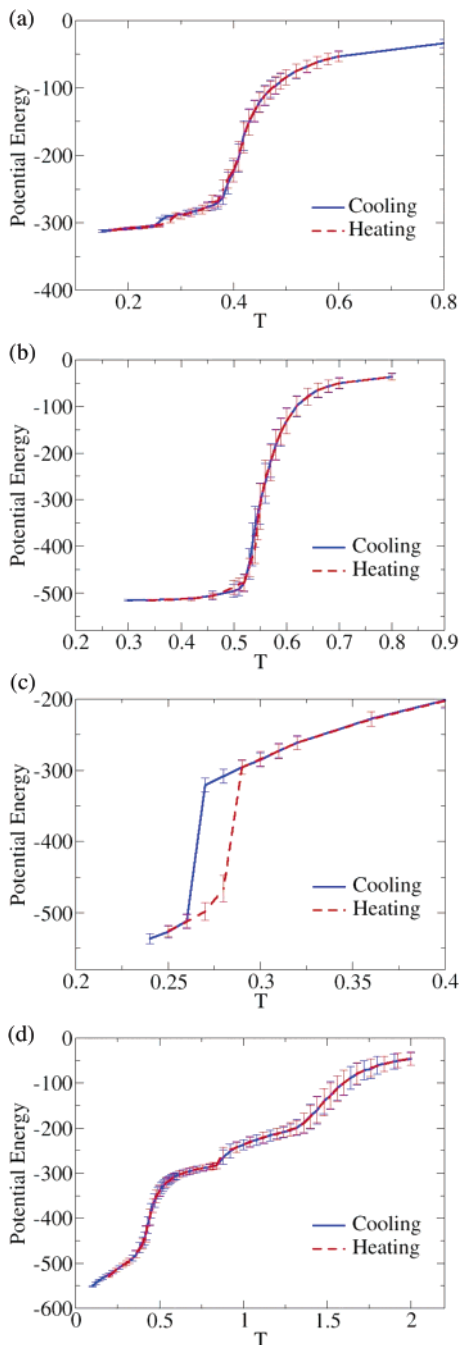 (a)
0
-100
-200
-300
-400
Potential Energy
Cooling
Heating
0.2 0.4 0.6 0.8
T
(b)
0
-100
-200
-300
-400
-500
Potential Energy
Cooling
Heating
0.2 0.3 0.4 0.5 0.6 0.7 0.8 0.9
T
(c)
-200
-300
-400
-500
Potential Energy
Cooling
Heating
0.2 0.25 0.3 0.35 0.4
T
(d)
0
-100
-200
-300
-400
-500
-600
Potential Energy
Cooling
Heating
0 0.5 1 1.5 2
T